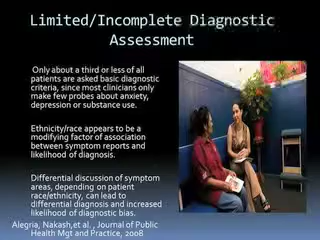 Limited/Incomplete Diagnostic
Assessment
Only about a third or less of all
patients are asked basic diagnostic
criteria, since most clinicians only
make few probes about anxiety,
depression or substance use.
Ethnicity/race appears to be a
modifying factor of association
between symptom reports and
likelihood of diagnosis.
Differential discussion of symptom
areas, depending on patient
race/ethnicity, can lead to
differential diagnosis and increased
likelihood of diagnostic bias.
Alegria, Nakash,et al. , Journal of Public
Health Mgt and Practice, 2008